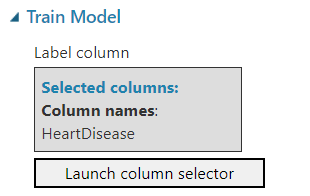 Train Model
Label column
Selected columns:
Column names:
HeartDisease
Launch column selector